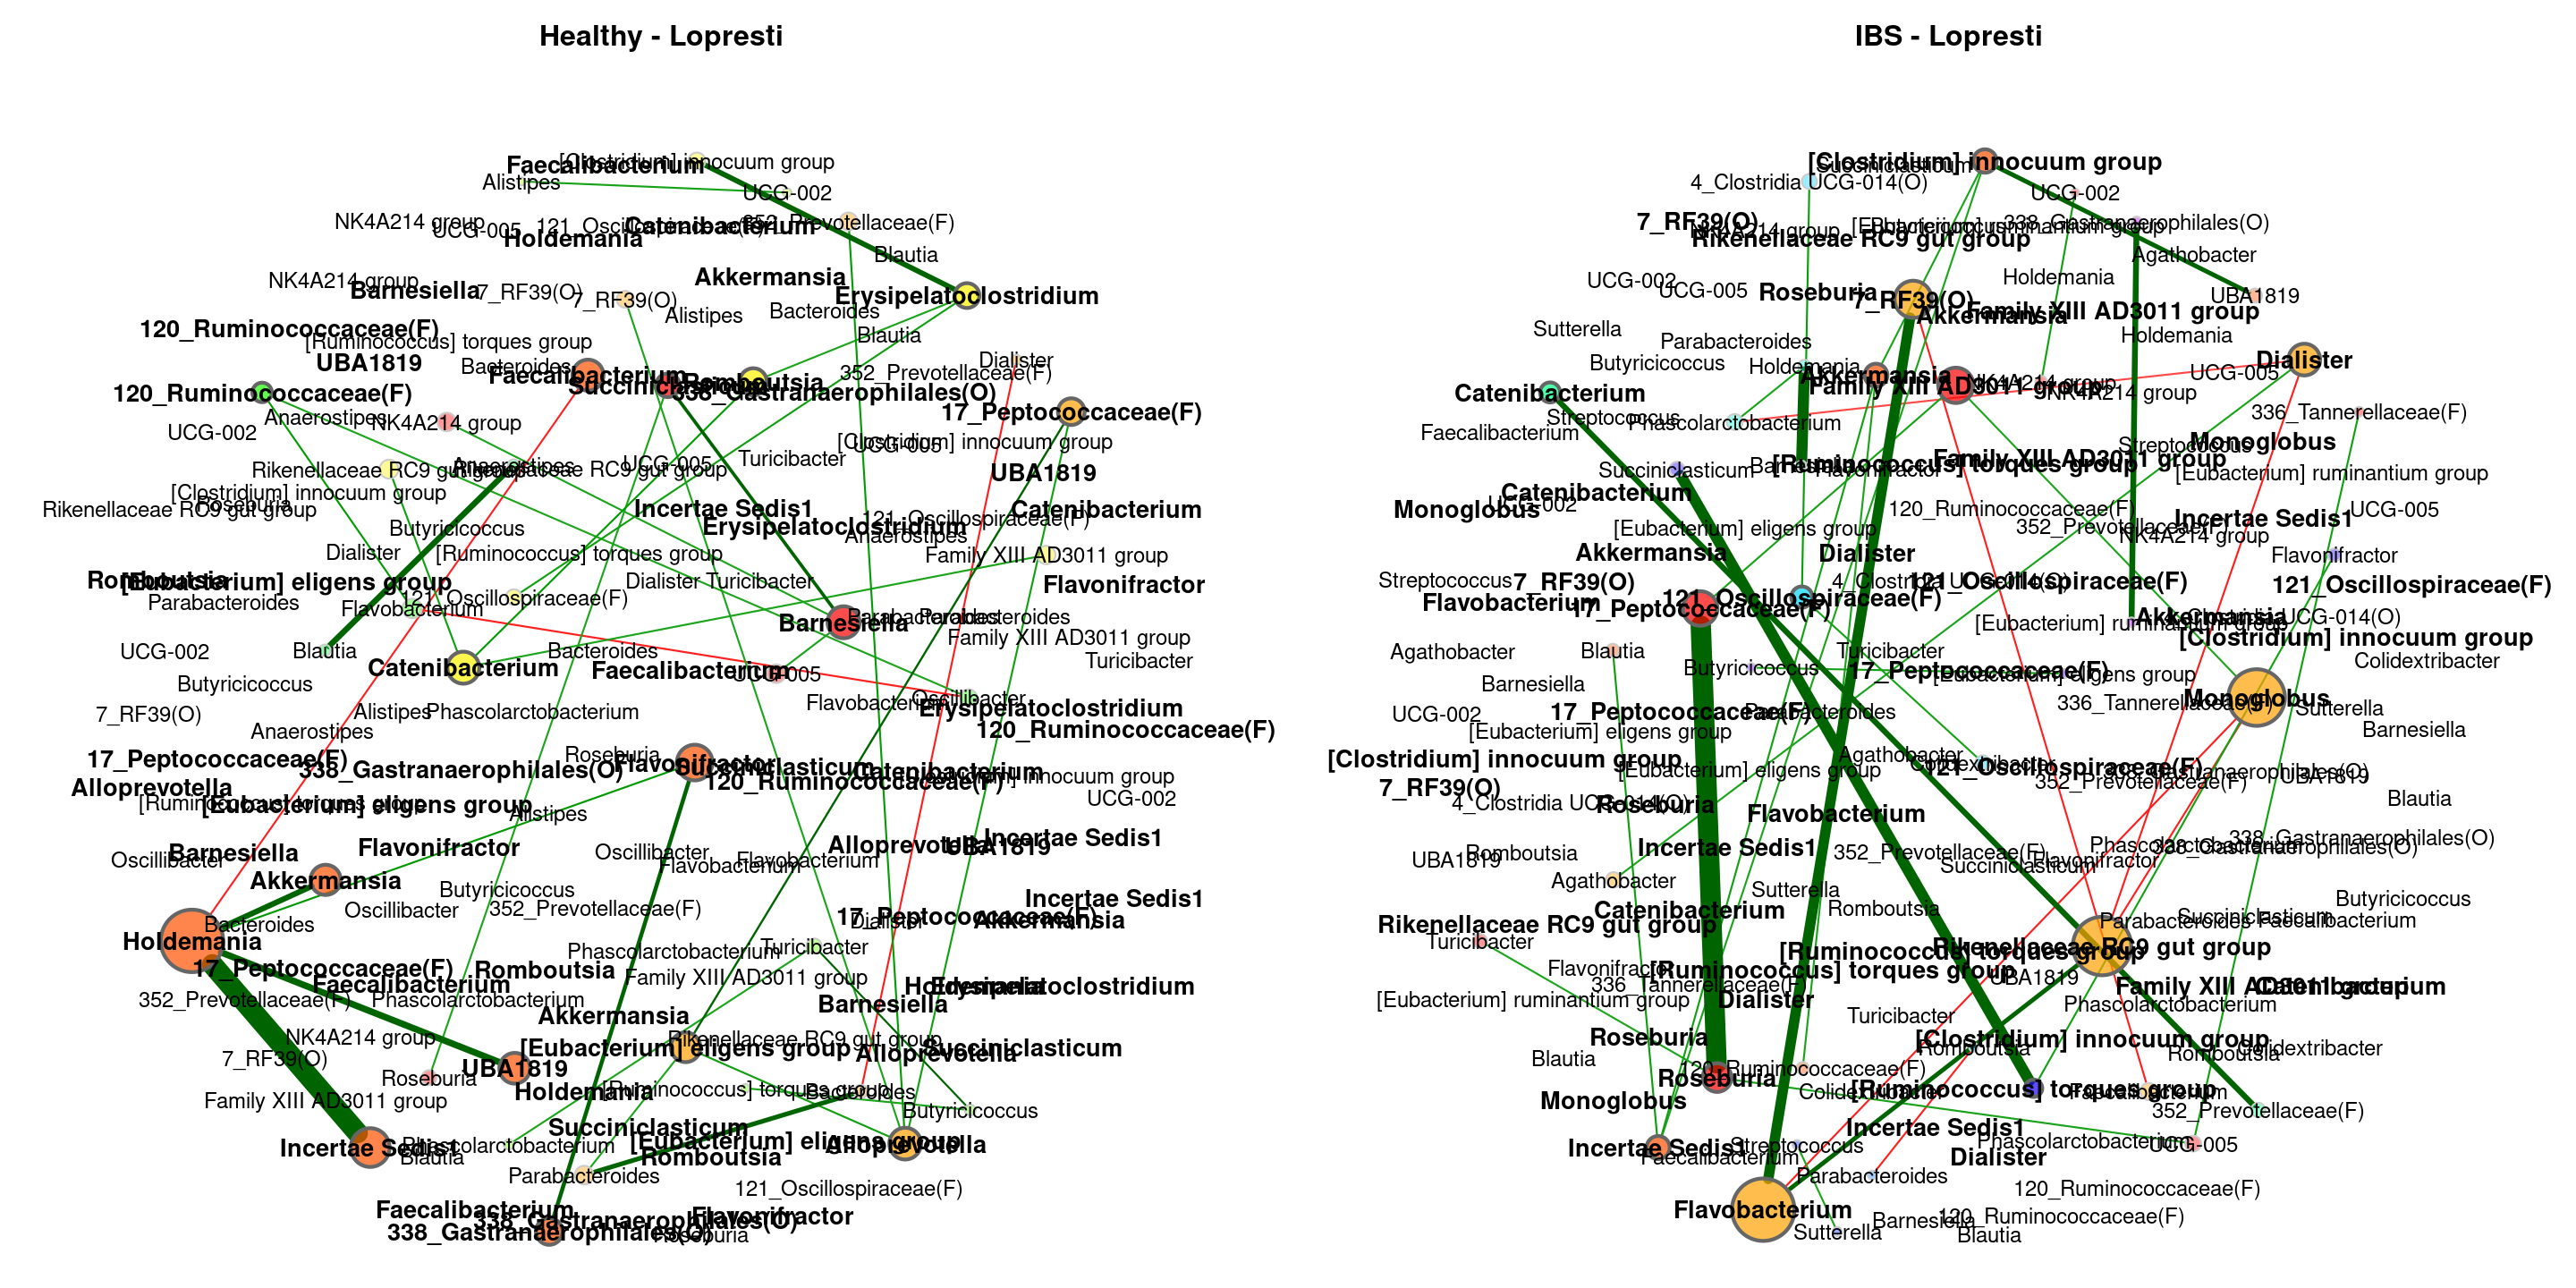 Healthy - Lopresti
Faecalibacterium
[Clostridium] innocuum group
Alistipes
UCG-002
NK4A214 group
UCG-005
121_Oscillospiraceae(F)
Catenibacterium
352_Prevotellaceae(F)
Holdemania
Blautia
Akkermansia
NK4A214 group
Barnesiella
7_RF39(O)
7_RF39(O)
Erysipelatoclostridium
Alistipes
Bacteroides
120_Ruminococcaceae(F)
[Ruminococcus] torques group
Blautia
UBA1819
Bacteroides
Dialister
Faecalibacterium
Succiniclasticum
Romboutsia
352_Prevotellaceae(F)
120_Ruminococcaceae(F)
338_Gastranaerophilales(O)
Anaerostipes
NK4A214 group
17_Peptococcaceae(F)
UCG-002
[Clostridium] innocuum group
UCG-005
Rikenellaceae RC9 gut group
Anaerostipes
Rikenellaceae RC9 gut group
UCG-005
Turicibacter
UBA1819
[Clostridium] innocuum group
Roseburia
Rikenellaceae RC9 gut group
Incertae Sedis1
Catenibacterium
Butyricicoccus
Erysipelatoclostridium
121_Oscillospiraceae(F)
Anaerostipes
Dialister
[Ruminococcus] torques group
Family XIII AD3011 group
Romboutsia
[Eubacterium] eligens group
Dialister
Turicibacter
Flavonifractor
Parabacteroides
Flavobacterium
121_Oscillospiraceae(F)
Barnesiella
Parabacteroides
Parabacteroides
Family XIII AD3011 group
UCG-002
Blautia
Bacteroides
Turicibacter
Catenibacterium
Faecalibacterium
UCG-005
Butyricicoccus
Flavobacterium
Oscillibacter
Erysipelatoclostridium
7_RF39(O)
Alistipes
Phascolarctobacterium
Anaerostipes
120_Ruminococcaceae(F)
17_Peptococcaceae(F)
338_Gastranaerophilales(O)
Roseburia
Flavonifractor
Succiniclasticum
Catenibacterium
[Clostridium] innocuum group
120_Ruminococcaceae(F)
Alloprevotella
[Ruminococcus] torques group
[Eubacterium] eligens group
Alistipes
UCG-002
Oscillibacter
Barnesiella
Flavonifractor
Oscillibacter
Flavobacterium
Flavobacterium
Alloprevotella
UBA1819
Incertae Sedis1
Akkermansia
Butyricicoccus
Incertae Sedis1
Bacteroides
Oscillibacter
352_Prevotellaceae(F)
17_Peptococcaceae(F)
Dialister
Akkermansia
Holdemania
Phascolarctobacterium
Turicibacter
17_Peptococcaceae(F)
Romboutsia
Family XIII AD3011 group
Faecalibacterium
Holdemania
Erysipelatoclostridium
352_Prevotellaceae(F)
Phascolarctobacterium
Barnesiella
Akkermansia
NK4A214 group
7_RF39(O)
[Eubacterium] eligens group
Rikenellaceae RC9 gut group
Alloprevotella
Succiniclasticum
Roseburia
UBA1819
Family XIII AD3011 group
Holdemania
[Ruminococcus] torques group
Bacteroides
Butyricicoccus
Incertae Sedis1
Phascolarctobacterium
Blautia
Succiniclasticum
[Eubacterium] eligens group
Alloprevotella
Romboutsia
Parabacteroides
121_Oscillospiraceae(F)
Faecalibacterium
338_Gastranaerophilales(O)
Flavonifractor
338_Gastranaerophilales(O)
Roseburia
IBS - Lopresti
[Clostridium] innocuum group
Succiniclasticum
4_Clostridia UCG-014(O)
UCG-002
7_RF39(O)
NK4A214 group
Butyricicoccus
[Eubacterium] ruminantium group
338_Gastranaerophilales(O)
Rikenellaceae RC9 gut group
Agathobacter
UCG-002
UCG-005
Roseburia
7_RF39(O)
Holdemania
UBA1819
Akkermansia
Family XIII AD3011 group
Sutterella
Parabacteroides
Holdemania
Butyricicoccus
Holdemania
Akkermansia
Dialister
UCG-005
Catenibacterium
Family XIII AD3011 group
NK4A214 group
NK4A214 group
Streptococcus
Phascolarctobacterium
336_Tannerellaceae(F)
Faecalibacterium
Streptococcus
Monoglobus
Succiniclasticum
Barnesiella
[Ruminococcus] torques group
Flavonifractor
Family XIII AD3011 group
[Eubacterium] ruminantium group
Catenibacterium
Monoglobus
UCG-002
120_Ruminococcaceae(F)
UCG-005
[Eubacterium] eligens group
352_Prevotellaceae(F)
Incertae Sedis1
NK4A214 group
Akkermansia
Dialister
Flavonifractor
Streptococcus
7_RF39(O)
4_Clostridia UCG-014(O)
121_Oscillospiraceae(F)
121_Oscillospiraceae(F)
Flavobacterium
17_Peptococcaceae(F)
121_Oscillospiraceae(F)
[Eubacterium] ruminantium group
Akkermansia
4_Clostridia UCG-014(O)
[Clostridium] innocuum group
Agathobacter
Blautia
Turicibacter
Colidextribacter
Butyricicoccus
17_Peptococcaceae(F)
[Eubacterium] eligens group
Barnesiella
Monoglobus
336_Tannerellaceae(F)
Sutterella
UCG-002
17_Peptococcaceae(F)
Parabacteroides
[Eubacterium] eligens group
Barnesiella
[Clostridium] innocuum group
Agathobacter
Colidextribacter
121_Oscillospiraceae(F)
[Eubacterium] eligens group
338_Gastranaerophilales(O)
352_Prevotellaceae(F)
UBA1819
7_RF39(O)
4_Clostridia UCG-014(O)
Roseburia
Flavobacterium
Blautia
Romboutsia
UBA1819
Incertae Sedis1
352_Prevotellaceae(F)
Succiniclasticum
Flavonifractor
Phascolarctobacterium
338_Gastranaerophilales(O)
338_Gastranaerophilales(O)
Agathobacter
Sutterella
Butyricicoccus
Catenibacterium
Romboutsia
Rikenellaceae RC9 gut group
Parabacteroides
Succiniclasticum
Faecalibacterium
Turicibacter
[Ruminococcus] torques group
Rikenellaceae RC9 gut group
Flavonifractor
[Ruminococcus] torques group
UBA1819
336_Tannerellaceae(F)
Family XIII AD3011 group
Catenibacterium
[Eubacterium] ruminantium group
Dialister
Phascolarctobacterium
Turicibacter
Roseburia
[Clostridium] innocuum group
Blautia
Romboutsia
Romboutsia
Colidextribacter
120_Ruminococcaceae(F)
Roseburia
Colidextribacter
[Ruminococcus] torques group
Faecalibacterium
Monoglobus
352_Prevotellaceae(F)
Incertae Sedis1
Incertae Sedis1
Streptococcus
Phascolarctobacterium
UCG-005
Faecalibacterium
Dialister
Parabacteroides
120_Ruminococcaceae(F)
Flavobacterium
Barnesiella
120_Ruminococcaceae(F)
Sutterella
Blautia